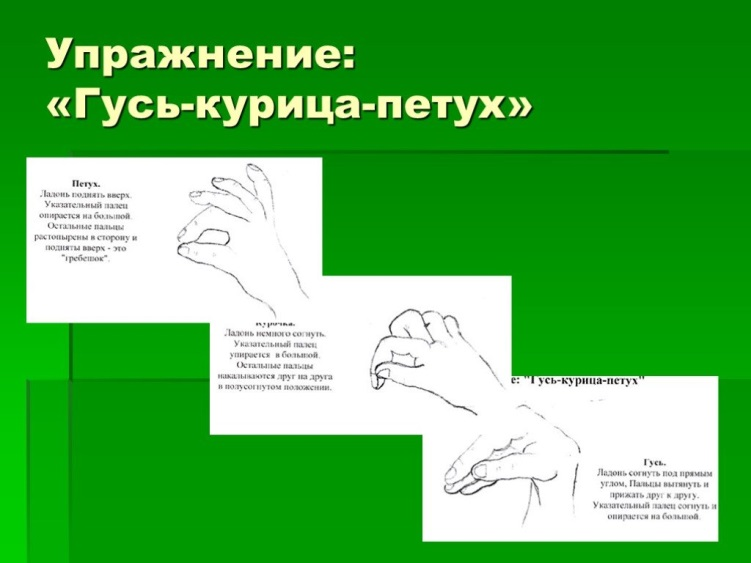 Упражнение:
«Гусь-курица-петух»
Петух.
Ладонь поднять вверх.
Указательный палец
опирается на большой.
Остальные пальцы
растопырены в сторону и
подняты вверх - это
"гребешок".
Курочка.
Ладонь немного согнуть.
Указательный палец
упирается в большой.
Остальные пальцы
накладываются друг на друга
в полусогнутом положении.
е: "Гусь-курица-петух"
Гусь.
Ладонь согнуть под прямым
углом, Пальцы вытянуть и
прижать друг в другу.
Указательный палец согнуть и
опирается на большой.